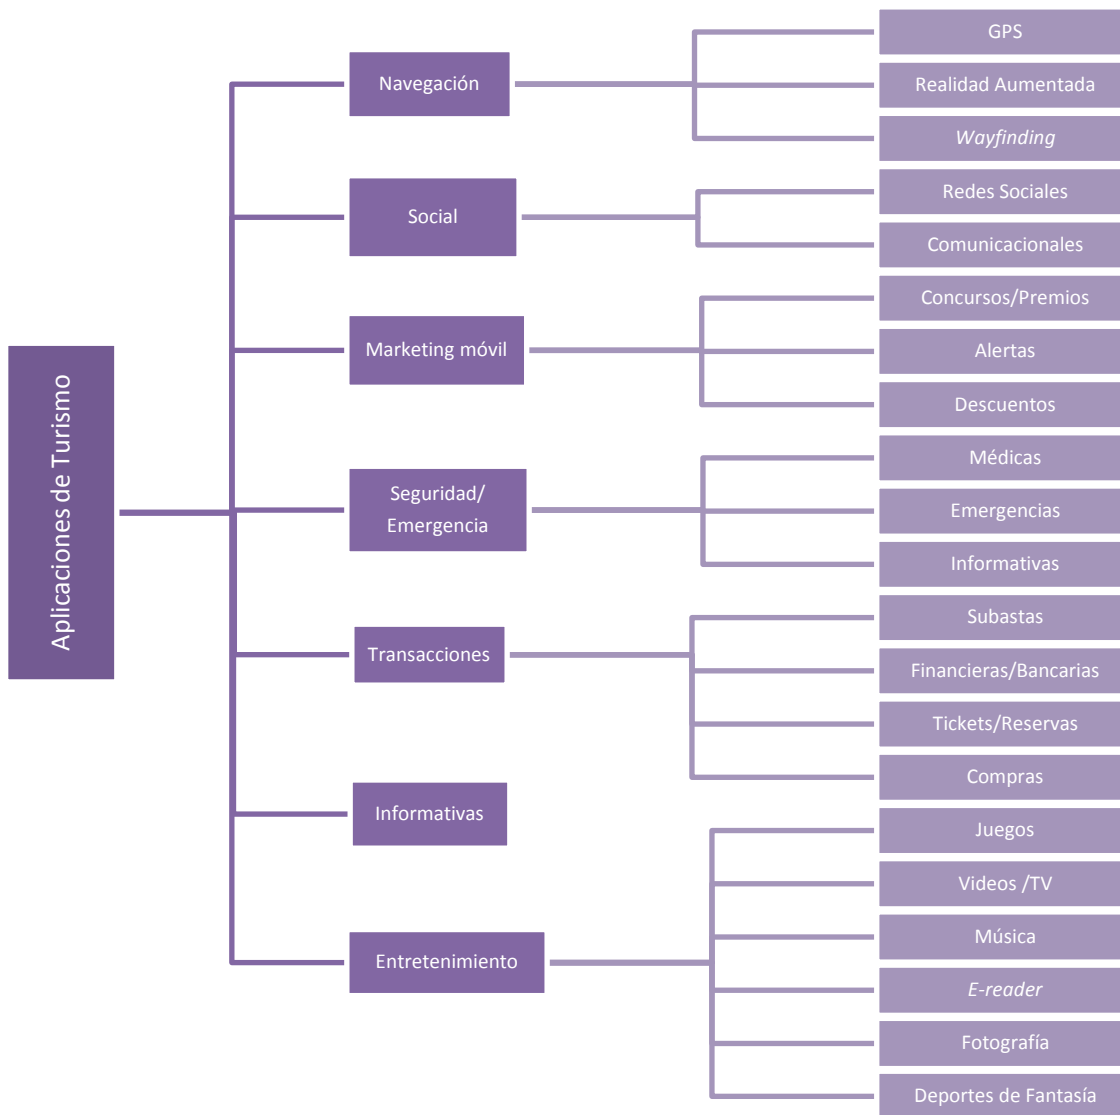 Aplicaciones de Turismo
Navegación
GPS
Realidad Aumentada
Wayfinding
Social
Redes Sociales
Comunicacionales
Marketing móvil
Concursos/Premios
Alertas
Descuentos
Seguridad/
Emergencia
Médicas
Emergencias
Informativas
Transacciones
Subastas
Financieras/Bancarias
Tickets/Reservas
Compras
Informativas
Entretenimiento
Juegos
Videos /TV
Música
E-reader
Fotografía
Deportes de Fantasía